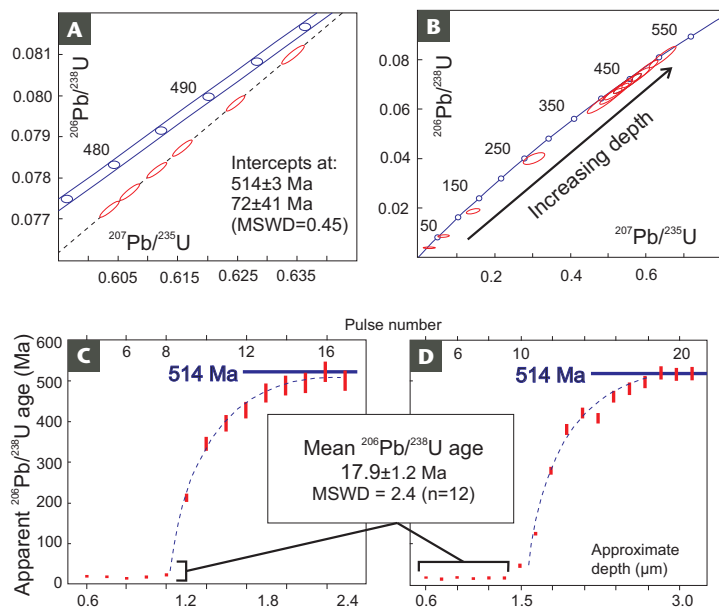 A
0.081
0.080
0.079
0.078
0.077
206Pb/238U
490
480
Intercepts at:
514±3 Ma
72±41 Ma
(MSWD=0.45)
207Pb/235U
0.605
0.615
0.625
0.635
B
0.08
0.06
0.04
0.02
206Pb/238U
550
450
350
250
150
50
Increasing depth
207Pb/235U
0.2
0.4
0.6
Pulse number
C
6
6
8
12
16
Apparent 206Pb/238U age (Ma)
600
500
400
300
200
100
0
514 Ma
0.6
1.2
1.8
2.4
D
6
10
20
514 Ma
Mean 206Pb/238U age
17.9±1.2 Ma
MSWD = 2.4 (n=12)
Approximate
depth (µm)
0.6
1.5
2.4
3.0